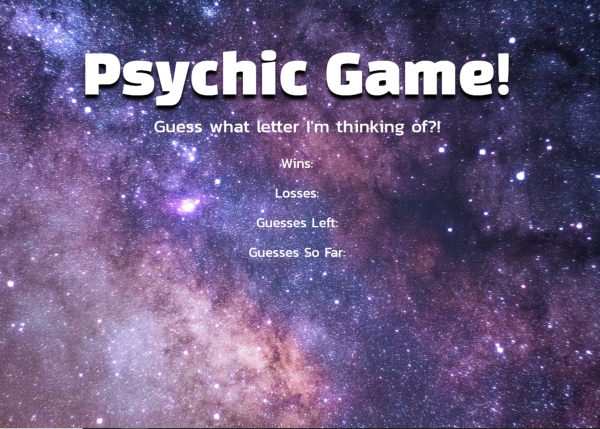 Psychic Game!
Guess what letter I'm thinking of?!
Wins:
Losses:
Guesses Left:
Guesses So Far: